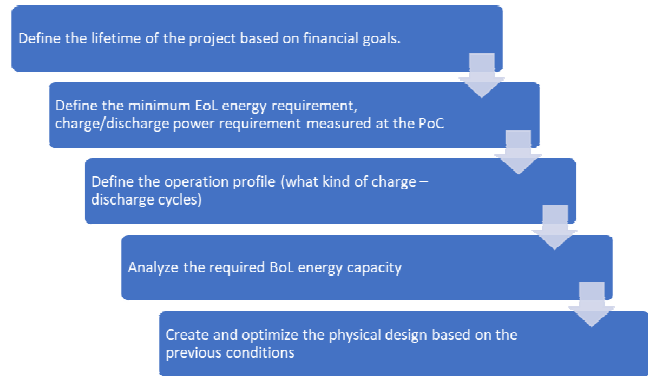 Define the lifetime of the project based on financial goals.
Define the minimum EoL energy requirement,
charge/discharge power requirement measured at the PoC
Define the operation profile (what kind of charge –
discharge cycles)
Analyze the required BoL energy capacity
Create and optimize the physical design based on the
previous conditions